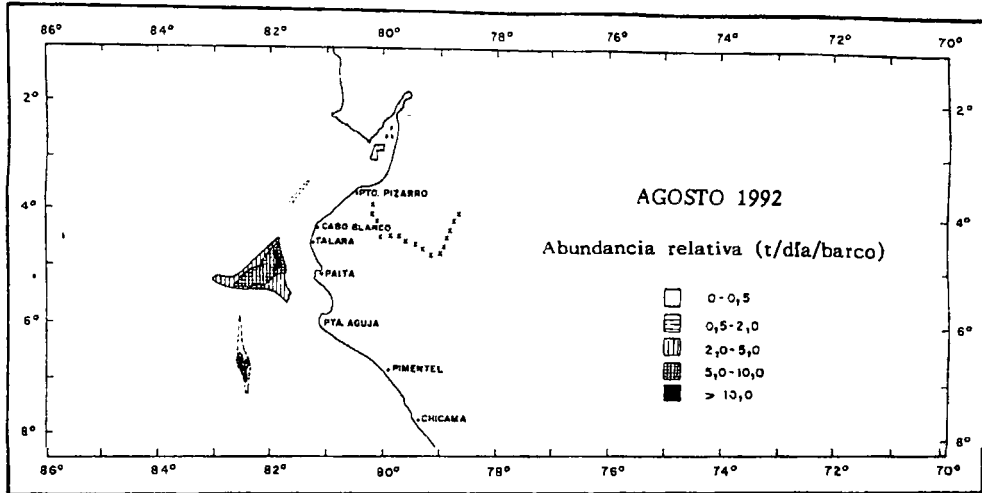 86° 84° 82° 80° 78° 76° 74° 72° 70°
2° 2°
PTO. PIZARRO
4° 4°
AGOSTO 1992
CABO BLANCO
TALARA
Abundancia relativa (t/día/barco)
PAITA
0-0,5
0,5-2,0
6° 6°
PTA. AGUJA
2,0-5,0
PIMENTEL
5,0-10,0
> 10,0
CHICAMA
8° 8°
86° 84° 82° 80° 78° 76° 74° 72° 70°